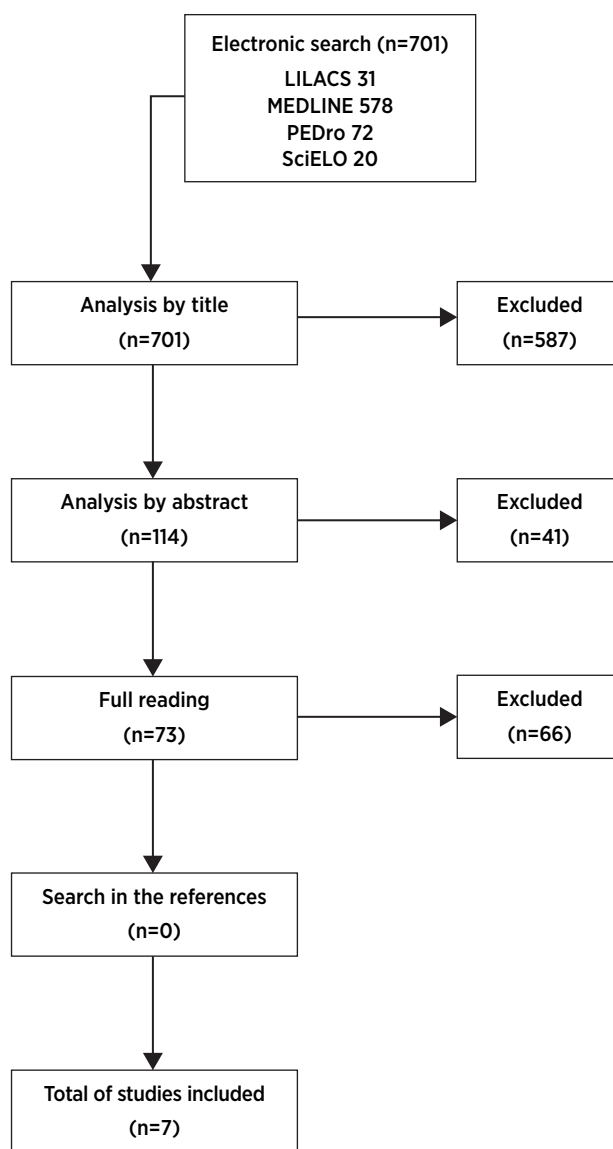 Electronic search (n=701)
LILACS 31
MEDLINE 578
PEDro 72
SciELO 20
Analysis by title
(n=701)
Excluded
(n=587)
Analysis by abstract
(n=114)
Excluded
(n=41)
Full reading
(n=73)
Excluded
(n=66)
Search in the references
(n=0)
Total of studies included
(n=7)